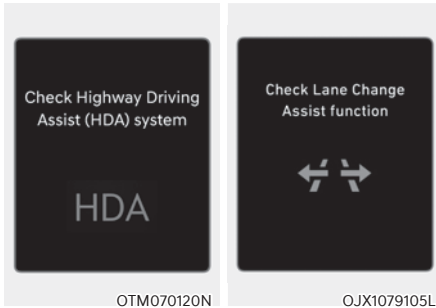 Check Highway Driving
Assist (HDA) system
HDA
OTM070120N
Check Lane Change
Assist function
OJX1079105L